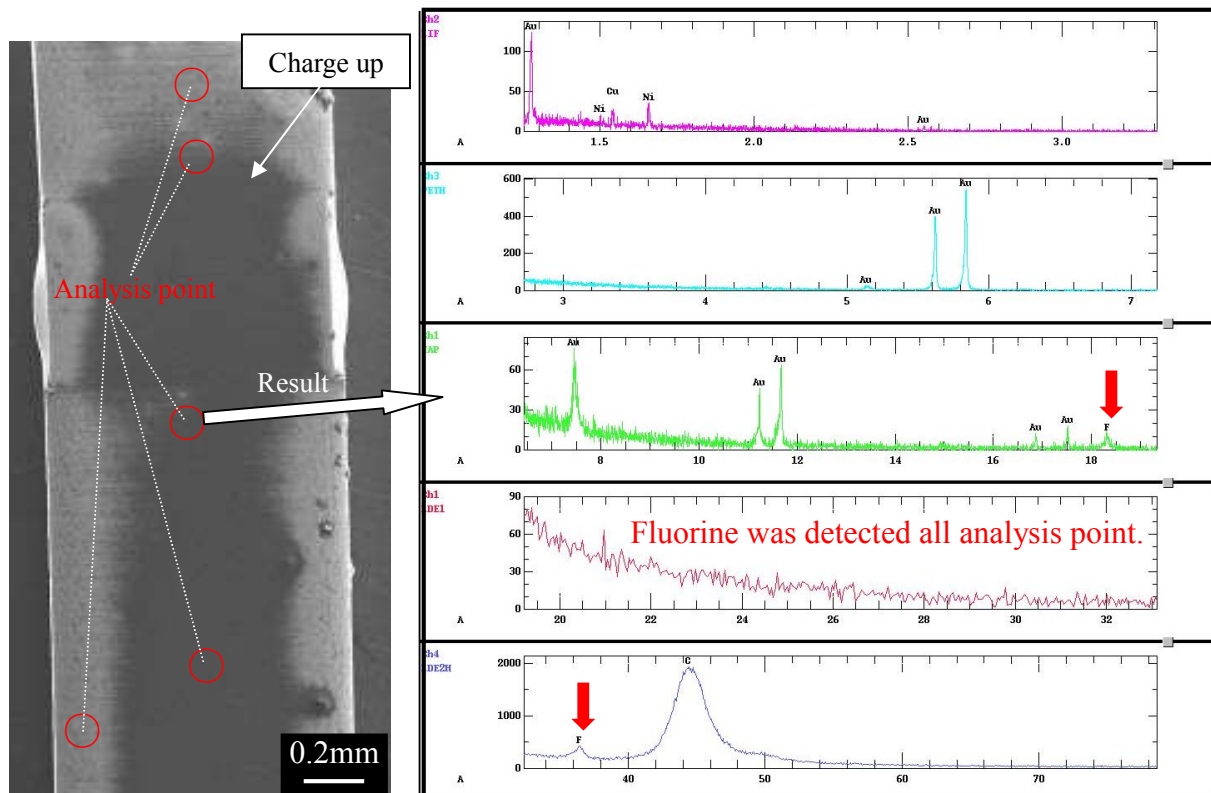 Charge up
Analysis point
Result
0.2mm
Ch2
LIF
Au
100
50
0
Ni
Cu
Ni
Au
A
1.5
2.0
2.5
3.0
Ch3
PETH
600
400
200
0
Au
Au
Au
A
3
4
5
6
7
Ch1
TAP
90
60
30
0
Au
Au
Au
Au
Au
F
A
6
8
10
12
14
16
18
Ch1
LDE1
90
60
30
0
Fluorine was detected all analysis point.
A
20
22
24
26
28
30
32
Ch4
LDE2H
2000
1000
0
F
C
A
40
50
60
70